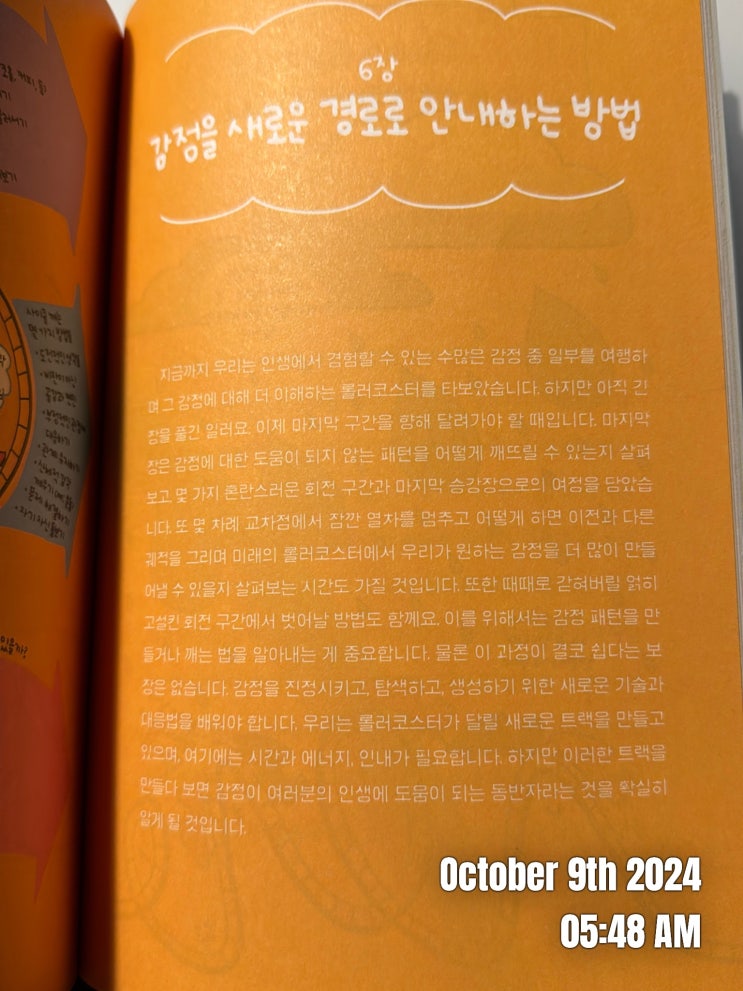 사이클 깨는
몇 가지 방법들
6장
감정을 새로운 경로로 안내하는 방법
지금까지 우리는 인생에서 경험할 수 있는 수많은 감정 중 일부를 여행하
며 그 감정에 대해 더 이해하는 롤러코스터를 타보았습니다. 하지만 아직 긴
장을 풀긴 일러요. 이제 마지막 구간을 향해 달려가야 할 때입니다. 마지막
장은 감정에 대한 도움이 되지 않는 패턴을 어떻게 깨뜨릴 수 있는지 살펴
보고 몇 가지 혼란스러운 회전 구간과 마지막 승강장으로의 여정을 담았습
니다. 또 몇 차례 교차점에서 잠깐 열차를 멈추고 어떻게 하면 이전과 다른
궤적을 그리며 미래의 롤러코스터에서 우리가 원하는 감정을 더 많이 만들
어낼 수 있을지 살펴보는 시간도 가질 것입니다. 또한 때때로 갇혀버릴 얽히
고설킨 회전 구간에서 벗어날 방법도 함께요. 이를 위해서는 감정 패턴을 만
들거나 깨는 법을 알아내는 게 중요합니다. 물론 이 과정이 결코 쉽다는 보
장은 없습니다. 감정을 진정시키고, 탐색하고, 생성하기 위한 새로운 기술과
대응법을 배워야 합니다. 우리는 롤러코스터가 달릴 새로운 트랙을 만들고
있으며, 여기에는 시간과 에너지, 인내가 필요합니다. 하지만 이러한 트랙을
만들다 보면 감정이 여러분의 인생에 도움이 되는 동반자라는 것을 확실히
알게 될 것입니다.
October 9th 2024
05:48 AM